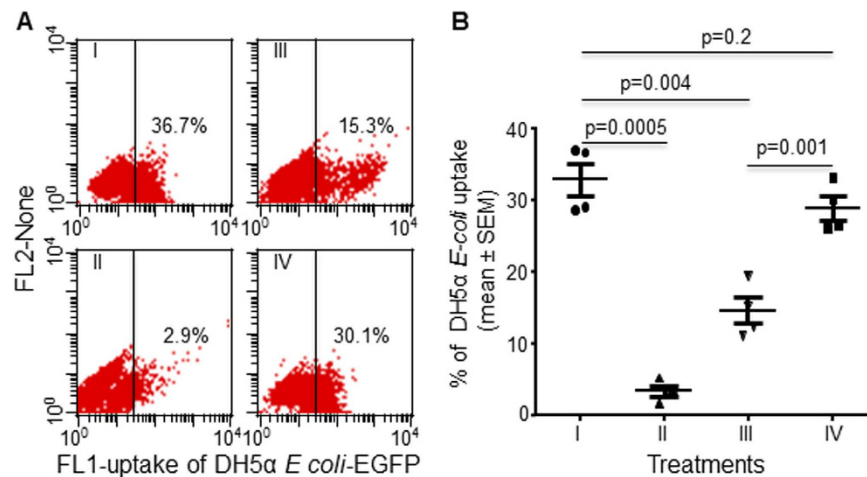 A
I
36.7%
III
15.3%
II
2.9%
IV
30.1%
10⁴
10⁰
10⁰
10⁴
10⁰
10⁴
10⁴
10⁰
10⁰
10⁴
10⁰
10⁴
FL2-None
FL1-uptake of DH5α E coli-EGFP
B
p=0.2
p=0.004
p=0.0005
p=0.001
40
30
20
10
0
% of DH5α E-coli uptake
(mean ± SEM)
I II III IV
Treatments